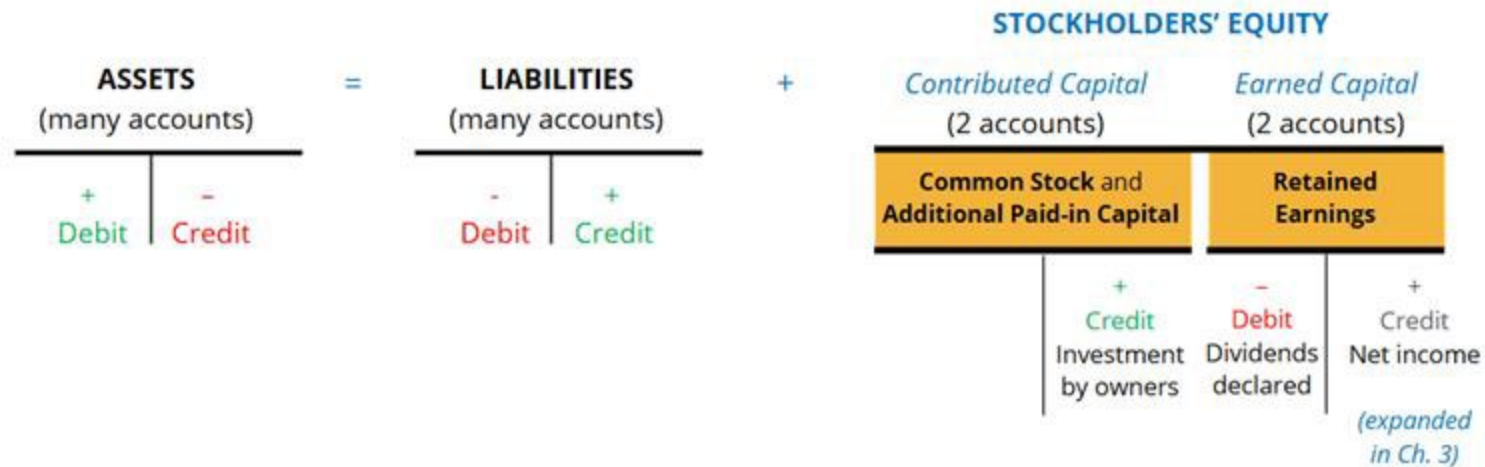 STOCKHOLDERS' EQUITY
ASSETS = LIABILITIES + Contributed Capital Earned Capital
(many accounts) (many accounts) (2 accounts) (2 accounts)
Common Stock and Retained
Additional Paid-in Capital Earnings
+ – - +
Debit Credit Debit Credit
+ – +
Credit Debit Credit
Investment Dividends Net income
by owners declared
(expanded
in Ch. 3)